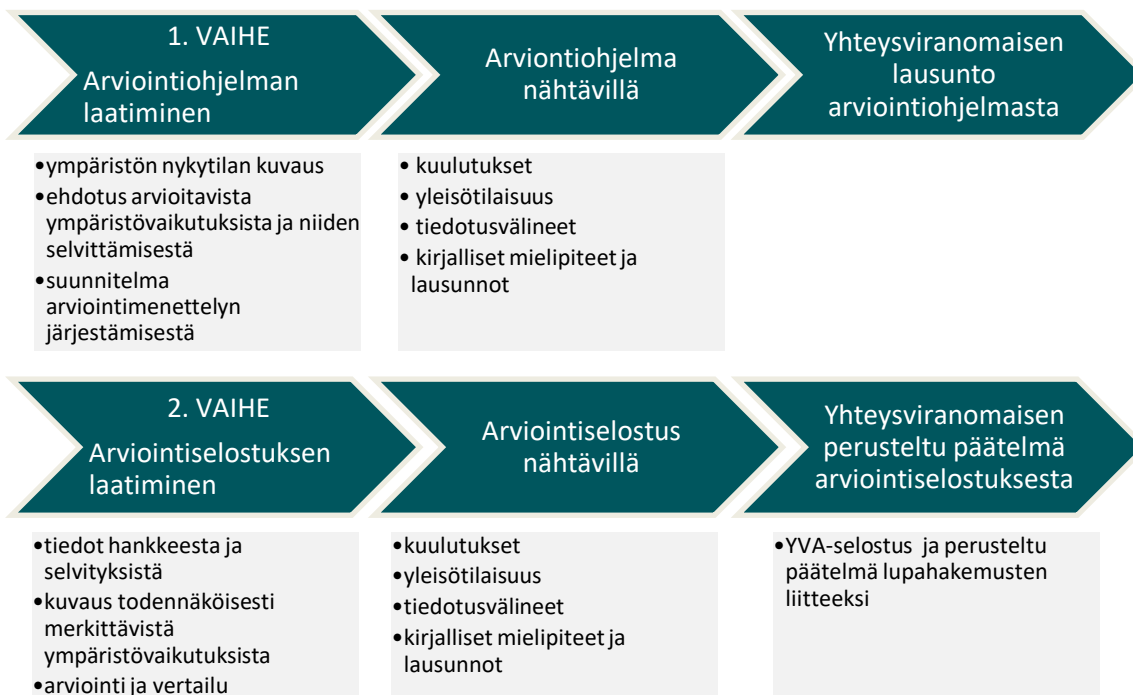 1. VAIHE
Arviointiohjelman
laatiminen
Arviontiohjelma
nähtävillä
Yhteysviranomaisen
lausunto
arviointiohjelmasta
•ympäristön nykytilan kuvaus
•ehdotus arvioitavista
ympäristövaikutuksista ja niiden
selvittämisestä
•suunnitelma
arviointimenettelyn
järjestämisestä
• kuulutukset
• yleisötilaisuus
• tiedotusvälineet
• kirjalliset mielipiteet ja
lausunnot
2. VAIHE
Arviointiselostuksen
laatiminen
Arviointiselostus
nähtävillä
Yhteysviranomaisen
perusteltu päätelmä
arviointiselostuksesta
•tiedot hankkeesta ja
selvityksistä
•kuvaus todennäköisesti
merkittävistä
ympäristövaikutuksista
•arviointi ja vertailu
•kuulutukset
•yleisötilaisuus
•tiedotusvälineet
•kirjalliset mielipiteet ja
lausunnot
•YVA-selostus ja perusteltu
päätelmä lupahakemusten
liitteeksi